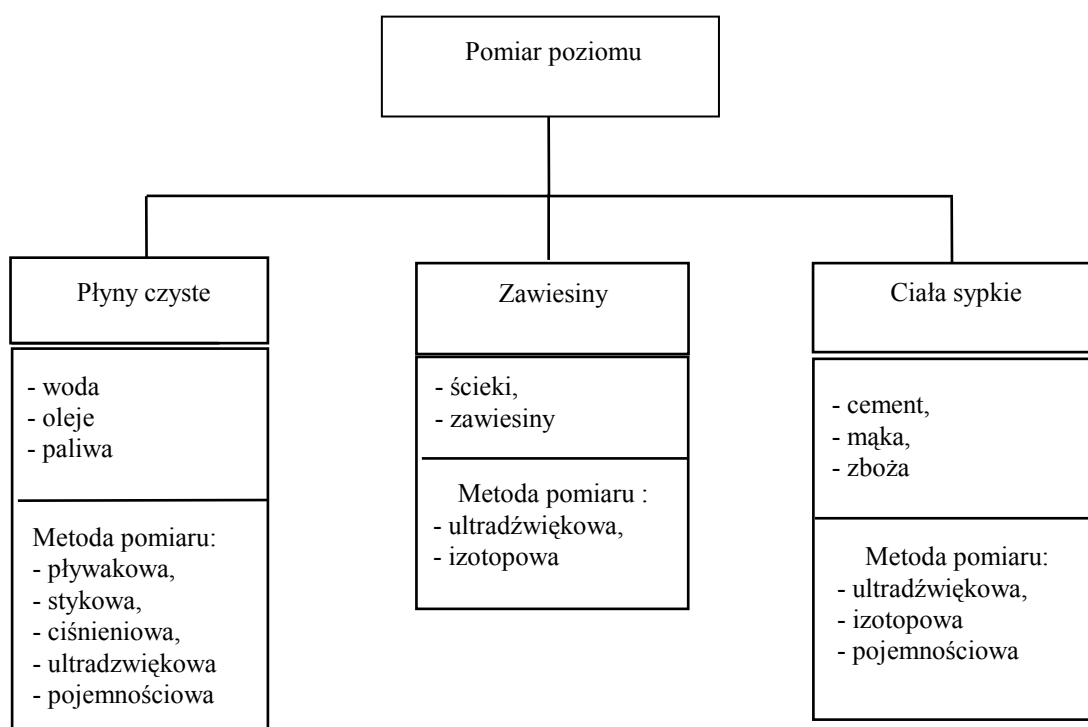 Pomiar poziomu
Płyny czyste
- woda
- oleje
- paliwa
Metoda pomiaru:
- pływakowa,
- stykowa,
- ciśnieniowa,
- ultradzwiękowa
- pojemnościowa
Zawiesiny
- ścieki,
- zawiesiny
Metoda pomiaru :
- ultradźwiękowa,
- izotopowa
Ciała sypkie
- cement,
- mąka,
- zboża
Metoda pomiaru:
- ultradźwiękowa,
- izotopowa
- pojemnościowa